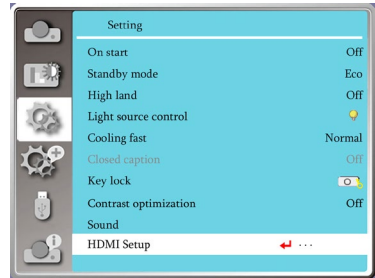 Setting
On start Off
Standby mode Eco
High land Off
Light source control
Cooling fast Normal
Closed caption Off
Key lock
Contrast optimization Off
Sound
HDMI Setup ...